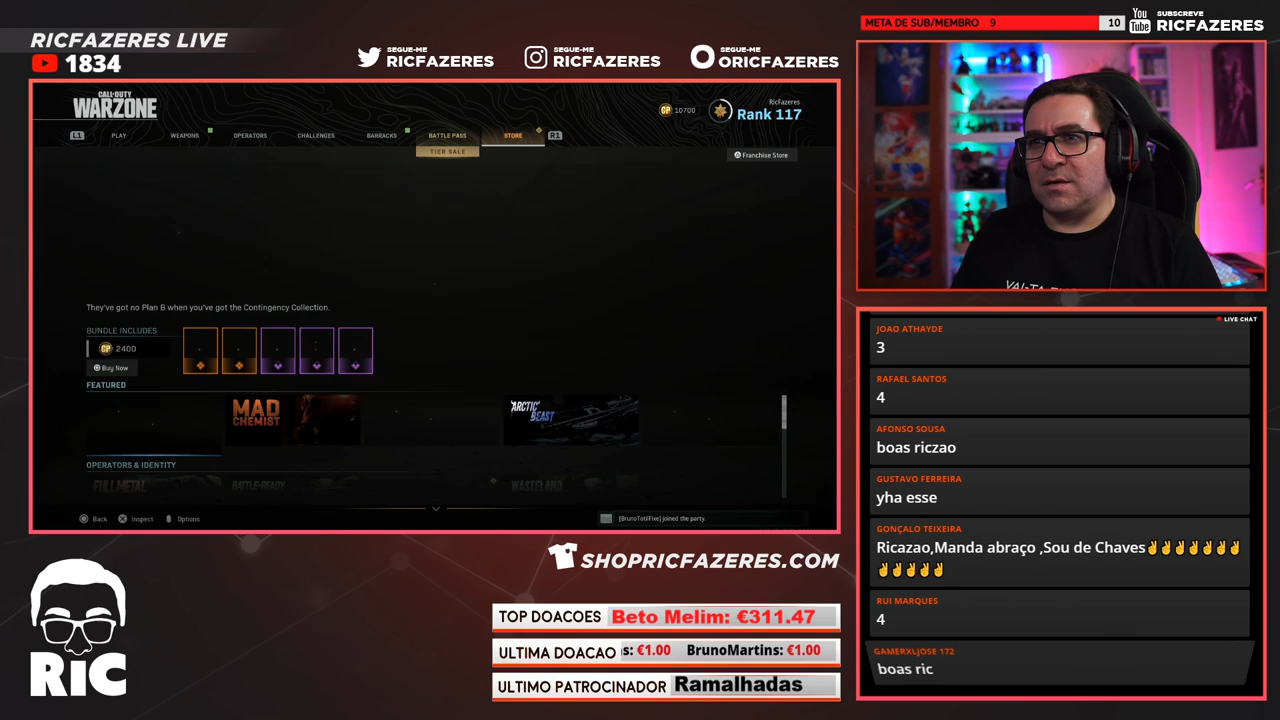 RICFAZERES LIVE
1834
SEGUE-ME
RICFAZERES
SEGUE-ME
RICFAZERES
SEGUE-ME
ORICFAZERES
META DE SUB/MEMBRO 9
10
You
Tube
SUBSCREVE
RICFAZERES
CALL OF DUTY
WARZONE
CP 10700
RicFazeres
Rank 117
L1
PLAY
WEAPONS
OPERATORS
CHALLENGES
BARRACKS
BATTLE PASS
STORE
R1
TIER SALE
Franchise Store
They've got no Plan B when you've got the Contingency Collection.
BUNDLE INCLUDES
CP 2400
Buy Now
FEATURED
MAD
CHEMIST
ARCTIC
BEAST
OPERATORS & IDENTITY
FULL METAL
BATTLE-READY
WASTELAND
Back
Inspect
Options
[BrunoTotilFixe] joined the party.
LIVE CHAT
JOAO ATHAYDE
3
RAFAEL SANTOS
4
AFONSO SOUSA
boas riczao
GUSTAVO FERREIRA
yha esse
GONÇALO TEIXEIRA
Ricazao,Manda abraço ,Sou de Chaves✌✌✌✌✌✌✌
✌✌✌✌✌
RUI MARQUES
4
GAMERXLJOSE 172
boas ric
RIC
SHOPRICFAZERES.COM
TOP DOACOES
Beto Melim: €311.47
ULTIMA DOACAO
s: €1.00 BrunoMartins: €1.00
ULTIMO PATROCINADOR
Ramalhadas